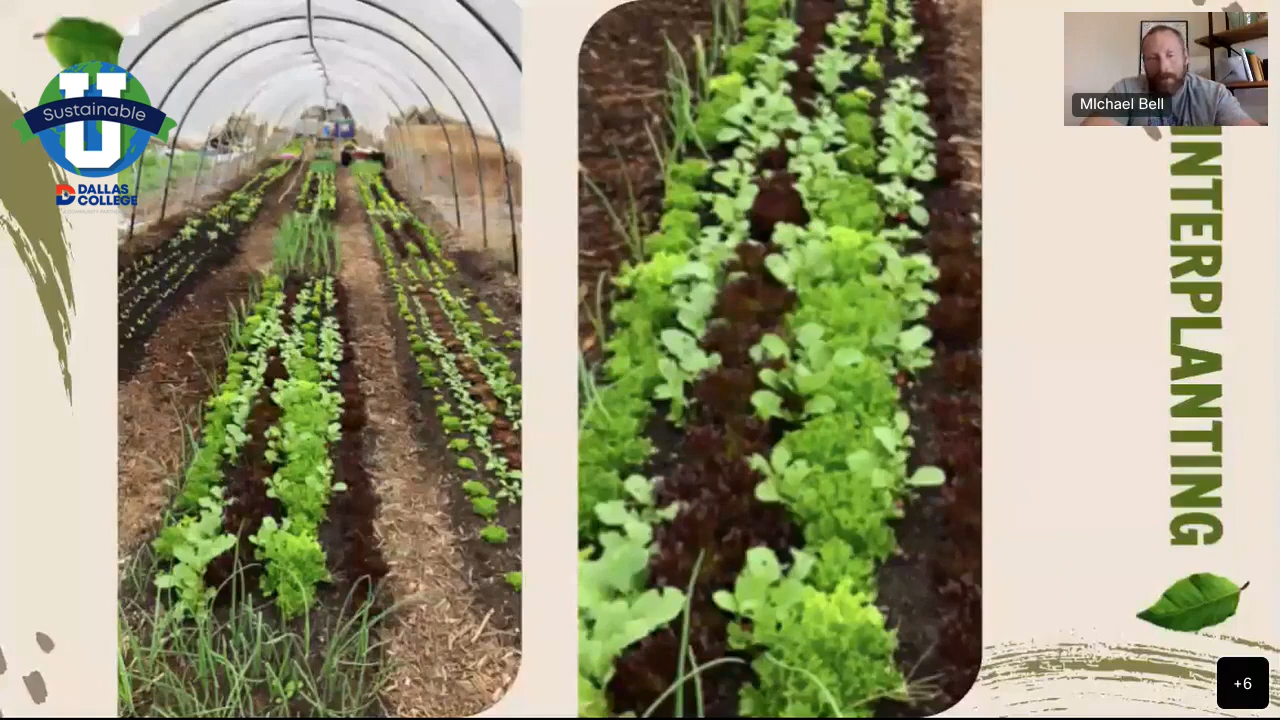 U
Sustainable
DALLAS
COLLEGE
MIchael Bell
INTERPLANTING
+6